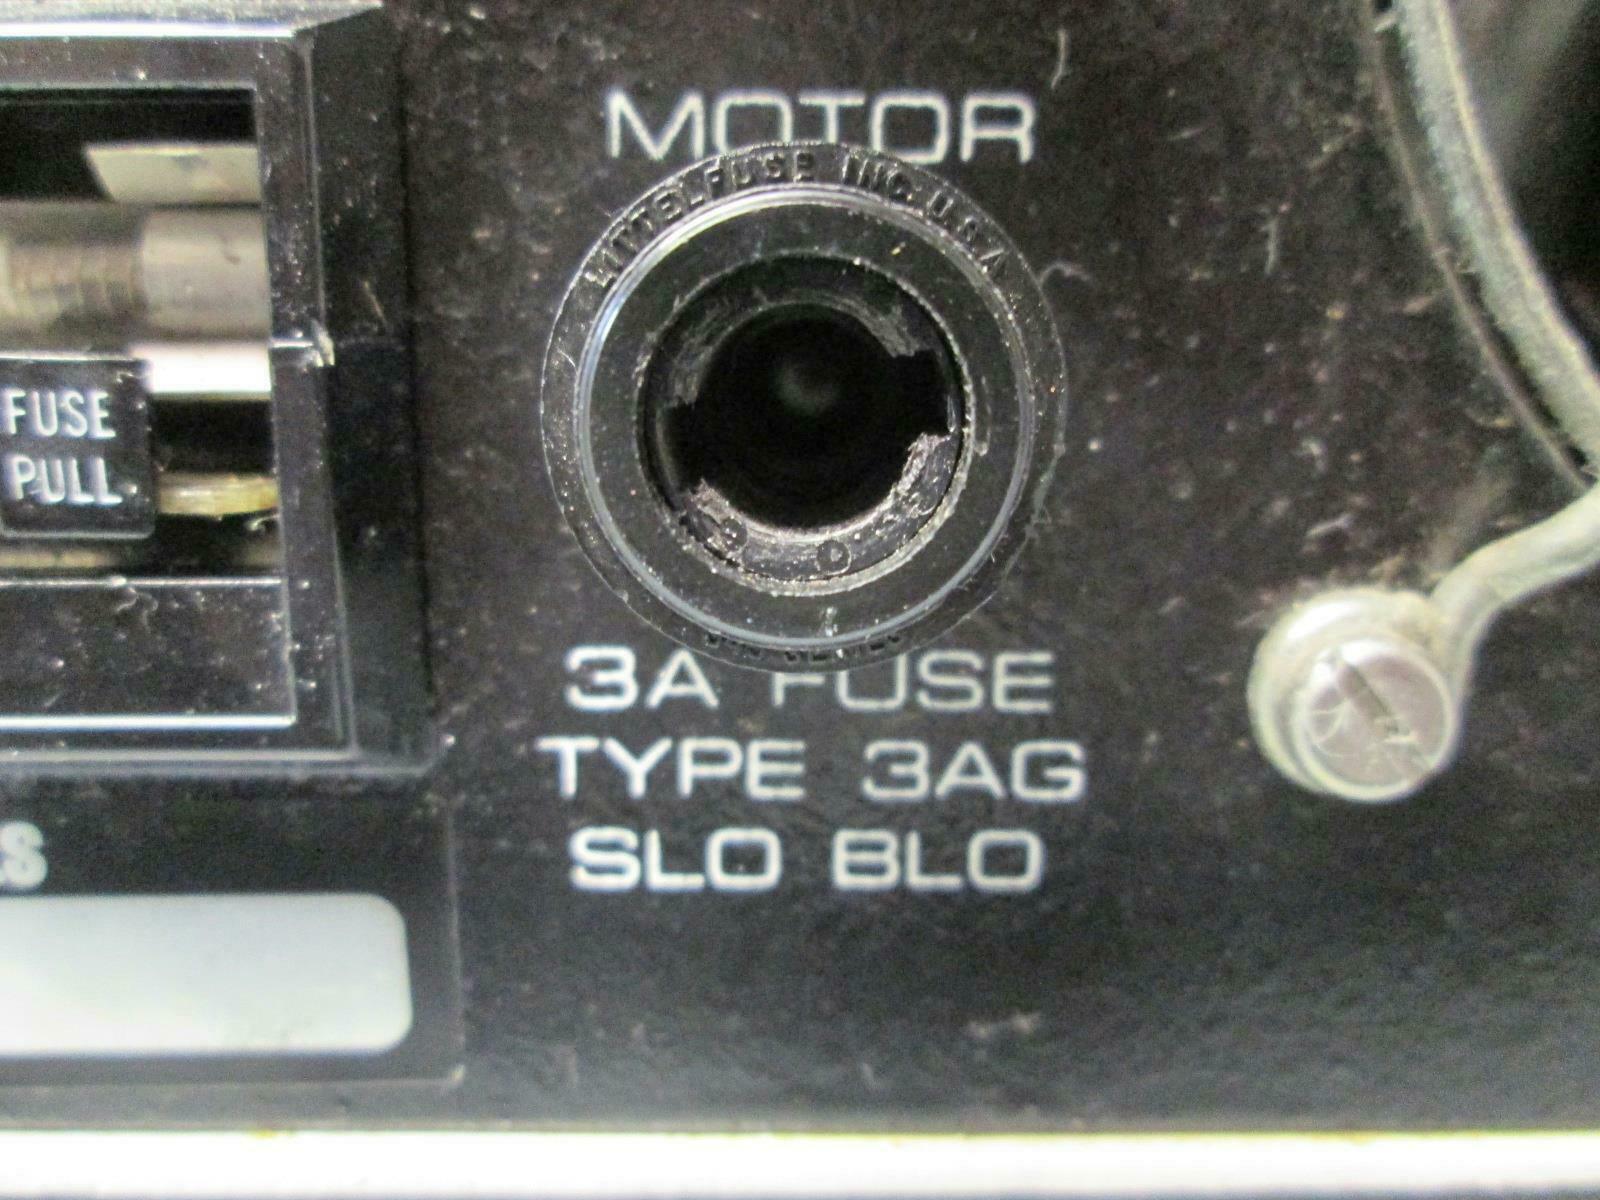 MOTOR
LITTELFUSE INC. U.S.A
FUSE
PULL
3A FUSE
TYPE 3AG
SLO BLO